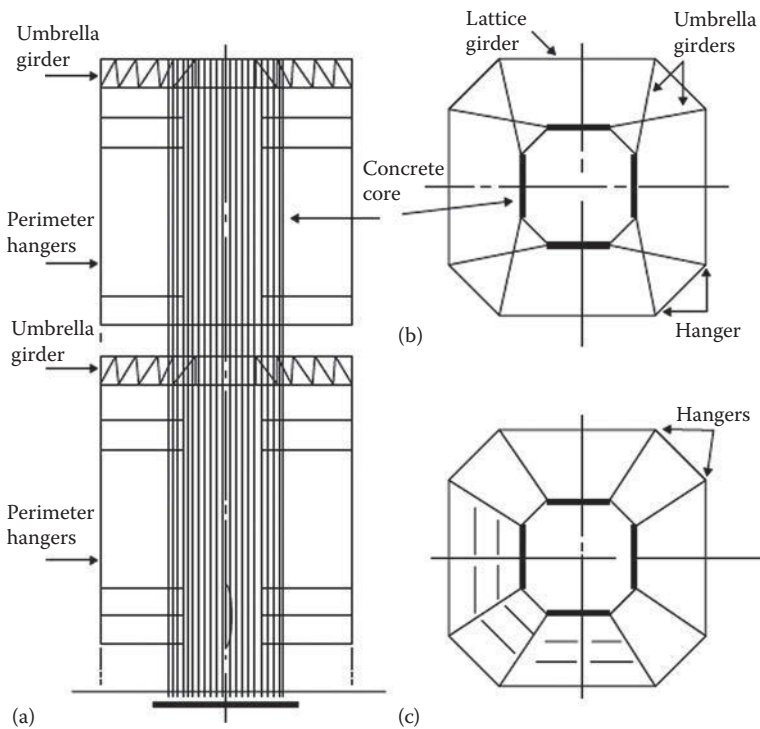 Umbrella
girder
Perimeter
hangers
Umbrella
girder
Perimeter
hangers
(a)
Concrete
core
Lattice
girder
Umbrella
girders
(b)
Hanger
Hangers
(c)